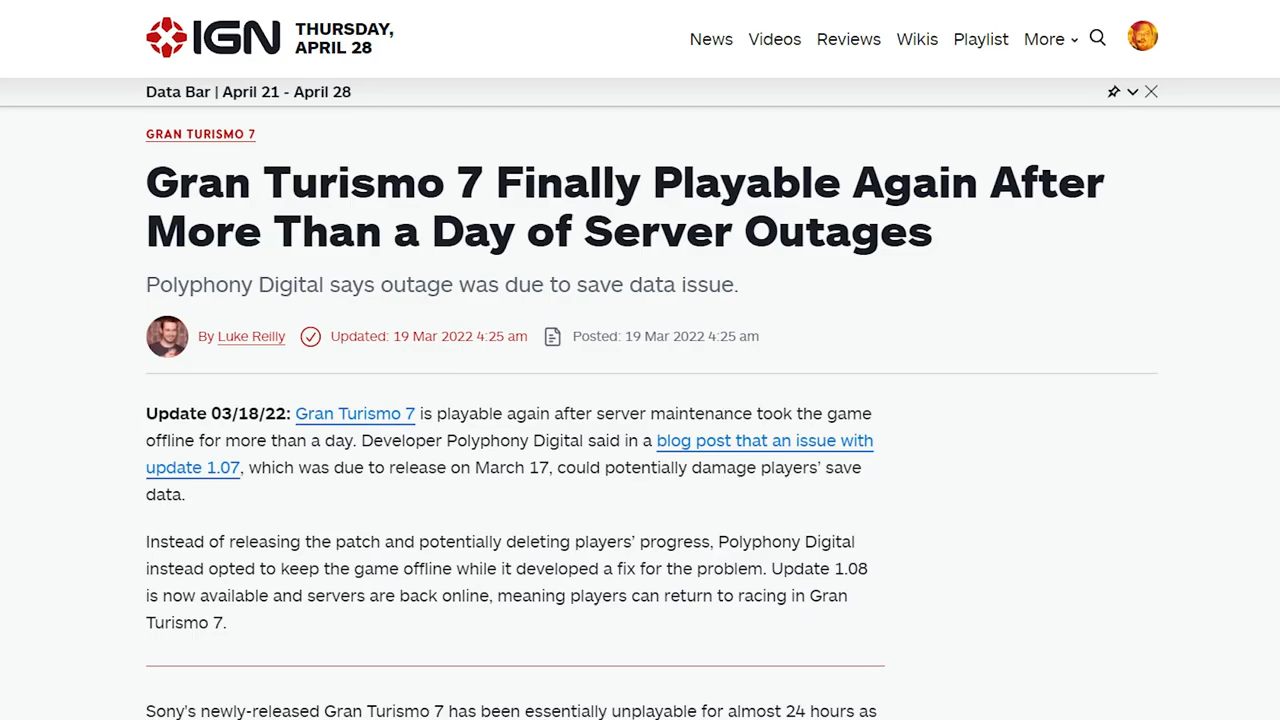 IGN
THURSDAY,
APRIL 28
News Videos Reviews Wikis Playlist More
Data Bar | April 21 - April 28
GRAN TURISMO 7
Gran Turismo 7 Finally Playable Again After
More Than a Day of Server Outages
Polyphony Digital says outage was due to save data issue.
By Luke Reilly Updated: 19 Mar 2022 4:25 am Posted: 19 Mar 2022 4:25 am
Update 03/18/22: Gran Turismo 7 is playable again after server maintenance took the game
offline for more than a day. Developer Polyphony Digital said in a blog post that an issue with
update 1.07, which was due to release on March 17, could potentially damage players’ save
data.
Instead of releasing the patch and potentially deleting players’ progress, Polyphony Digital
instead opted to keep the game offline while it developed a fix for the problem. Update 1.08
is now available and servers are back online, meaning players can return to racing in Gran
Turismo 7.
Sony's newly-released Gran Turismo 7 has been essentially unplayable for almost 24 hours as